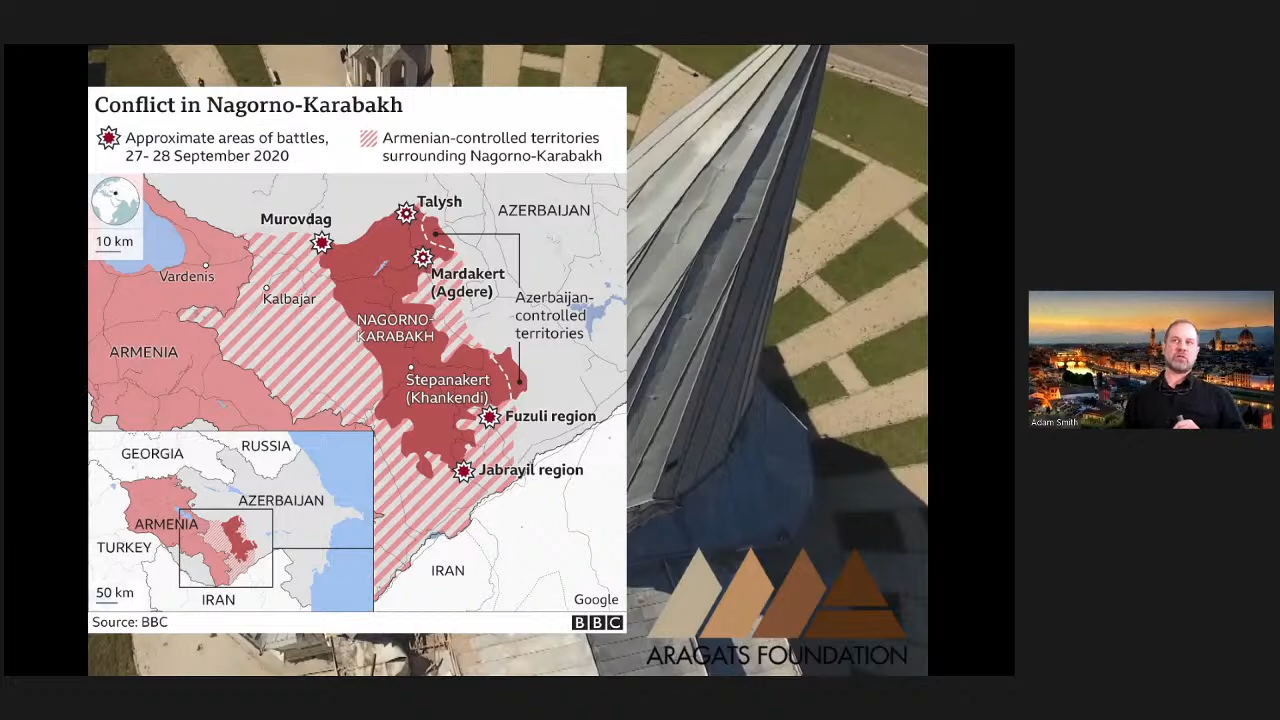 Conflict in Nagorno-Karabakh
Approximate areas of battles,
27- 28 September 2020
Armenian-controlled territories
surrounding Nagorno-Karabakh
10 km
Talysh
AZERBAIJAN
Murovdag
Vardenis
Kalbajar
Mardakert
(Agdere)
Azerbaijan-
controlled
territories
NAGORNO-
KARABAKH
ARMENIA
Stepanakert
(Khankendi)
Fuzuli region
Jabrayil region
IRAN
Google
GEORGIA
RUSSIA
AZERBAIJAN
ARMENIA
TURKEY
IRAN
50 km
Source: BBC
BBC
ARAGATS FOUNDATION
Adam Smith